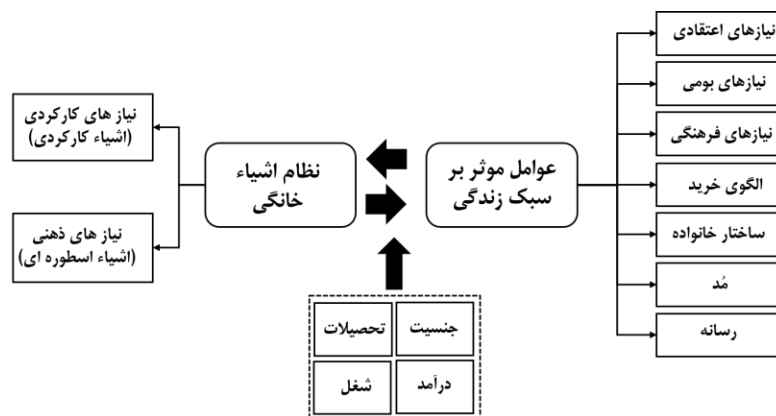 نیازهای اعتقادی
نیازهای بومی
نیازهای فرهنگی
الگوی خرید
ساختار خانواده
مُد
رسانه
عوامل موثر بر
سبک زندگی
نظام اشیاء
خانگی
نیاز های کارکردی
(اشیاء کارکردی)
نیاز های ذهنی
(اشیاء اسطوره ای)
جنسیت
تحصیلات
درآمد
شغل